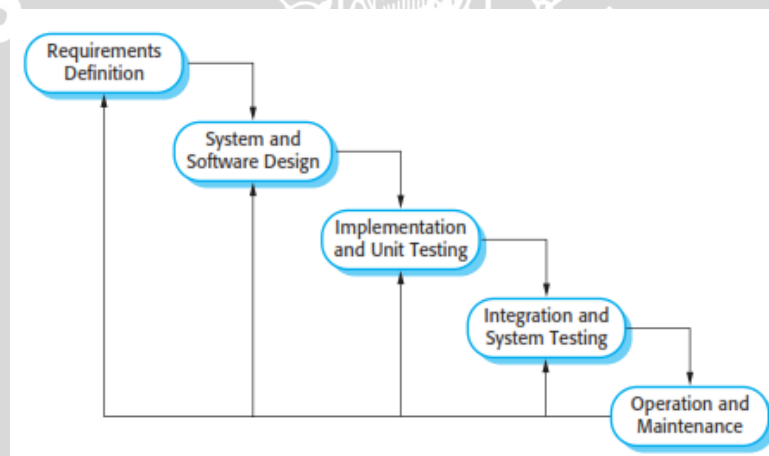 Requirements
Definition
System and
Software Design
Implementation
and Unit Testing
Integration and
System Testing
Operation and
Maintenance